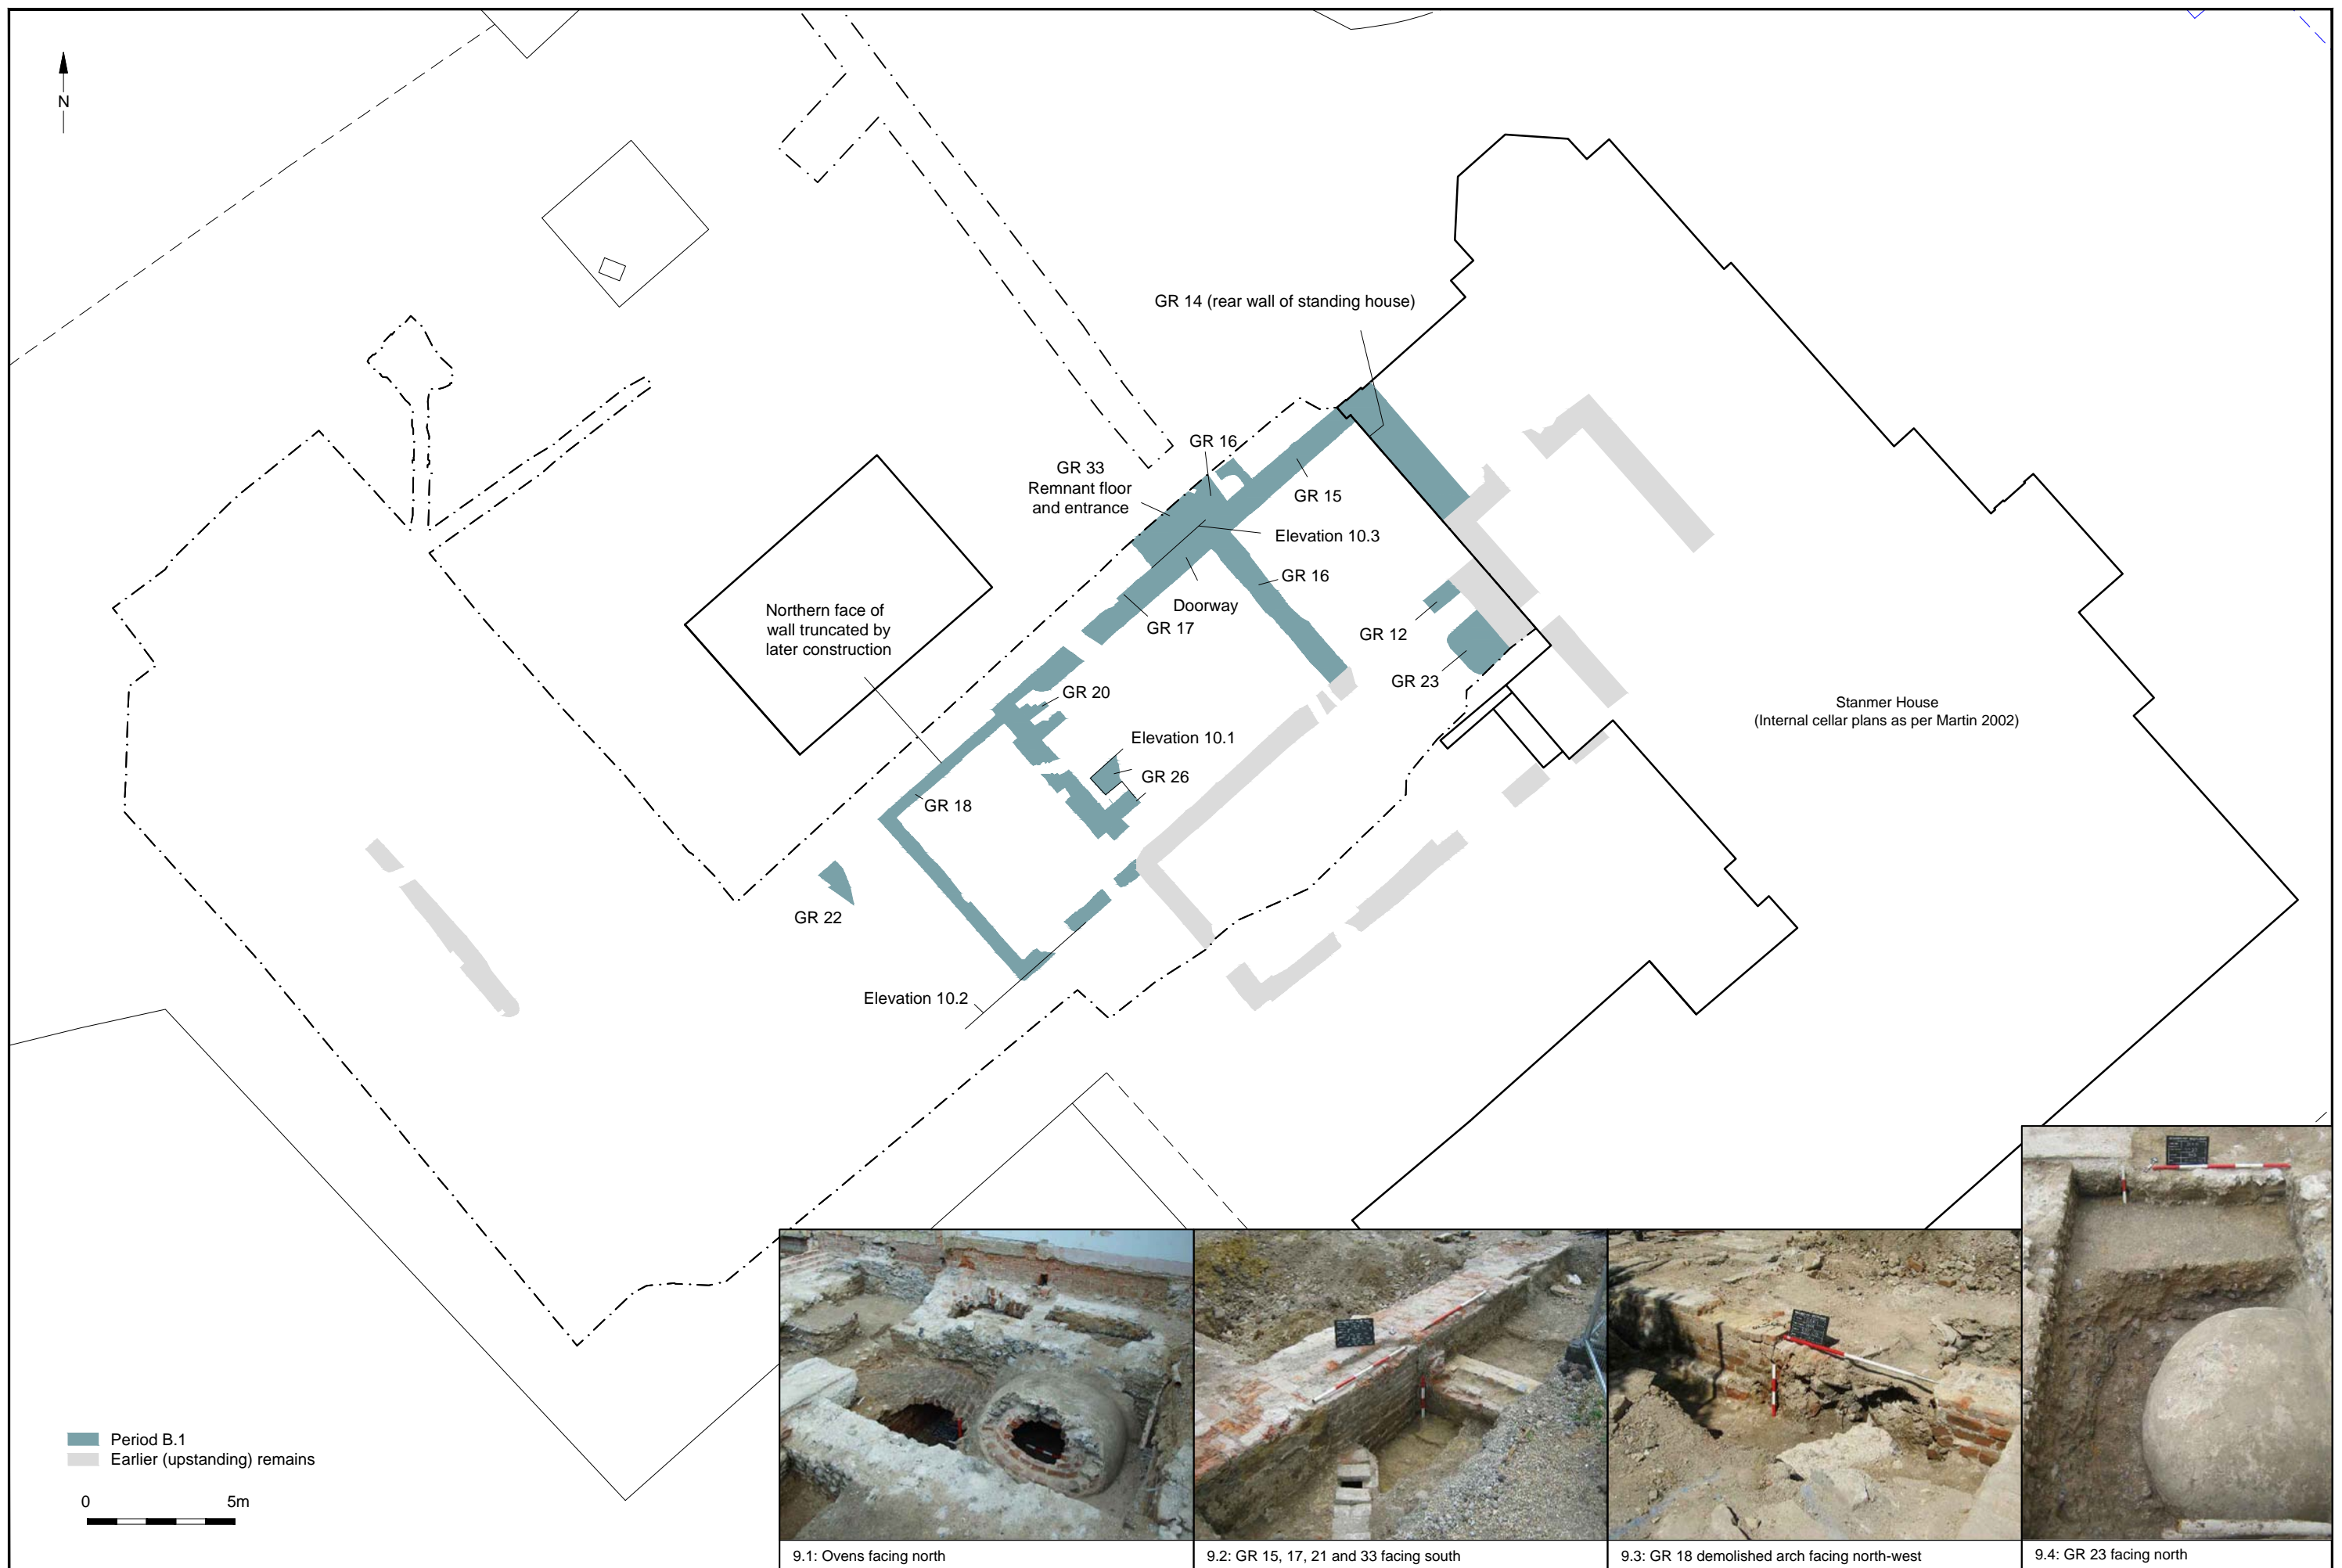 N
GR 14 (rear wall of standing house)
GR 16
GR 33
Remnant floor
and entrance
GR 15
Elevation 10.3
GR 16
Doorway
GR 17
GR 12
GR 23
Northern face of
wall truncated by
later construction
GR 20
Stanmer House
(Internal cellar plans as per Martin 2002)
Elevation 10.1
GR 26
GR 18
GR 22
Elevation 10.2
Period B.1
Earlier (upstanding) remains
0 5m
9.1: Ovens facing north
9.2: GR 15, 17, 21 and 33 facing south
9.3: GR 18 demolished arch facing north-west
9.4: GR 23 facing north